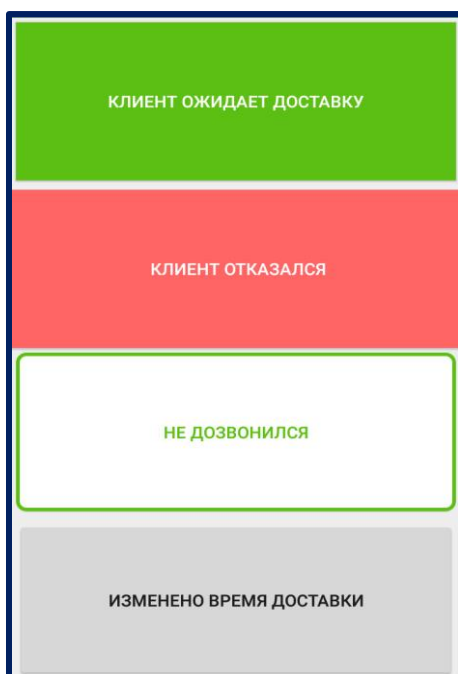 КЛИЕНТ ОЖИДАЕТ ДОСТАВКУ
КЛИЕНТ ОТКАЗАЛСЯ
НЕ ДОЗВОНИЛСЯ
ИЗМЕНЕНО ВРЕМЯ ДОСТАВКИ